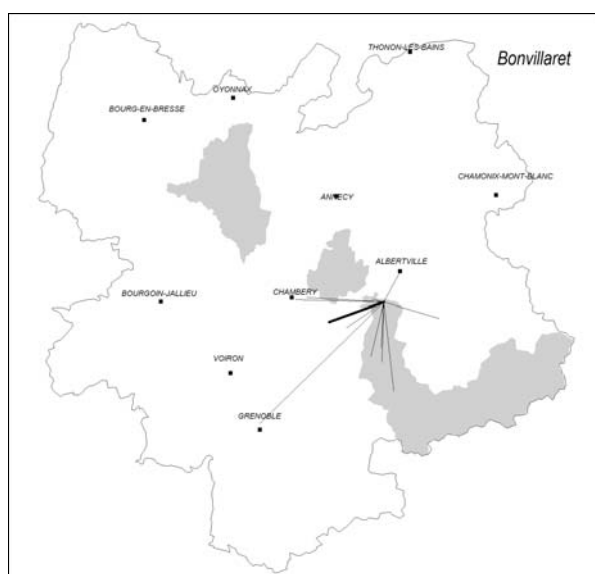 THONON-LES-BAINS
Bonvillaret
OYONNAX
BOURG-EN-BRESSE
CHAMONIX-MONT-BLANC
ANNECY
ALBERTVILLE
CHAMBERY
BOURGOIN-JALLIEU
VOIRON
GRENOBLE